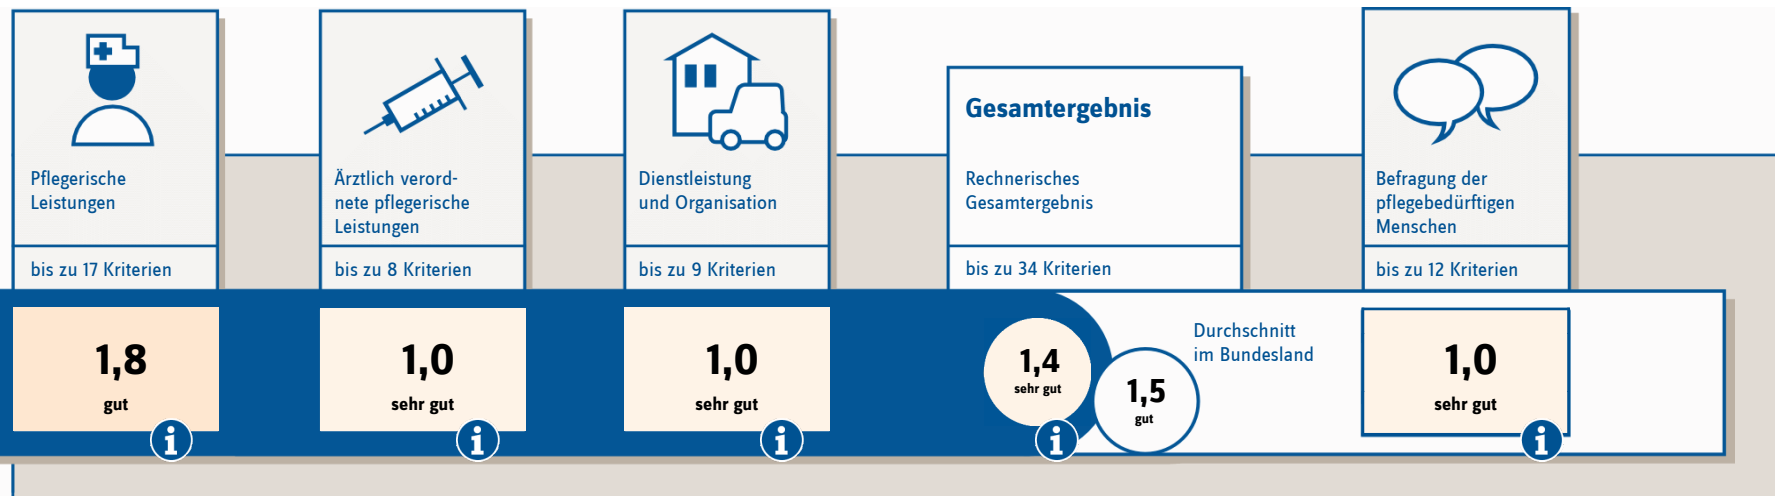 Pflegerische
Leistungen
bis zu 17 Kriterien
1,8
gut
i
Ärztlich verord-
nete pflegerische
Leistungen
bis zu 8 Kriterien
1,0
sehr gut
i
Dienstleistung
und Organisation
bis zu 9 Kriterien
1,0
sehr gut
i
Gesamtergebnis
Rechnerisches
Gesamtergebnis
bis zu 34 Kriterien
1,4
sehr gut
i
1,5
gut
Durchschnitt
im Bundesland
Befragung der
pflegebedürftigen
Menschen
bis zu 12 Kriterien
1,0
sehr gut
i